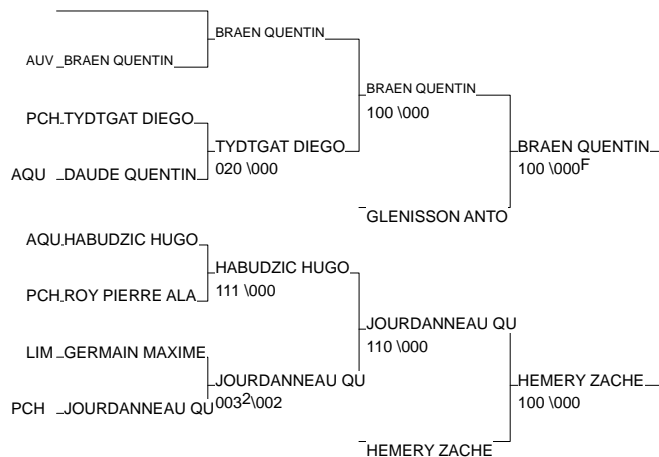 BRAEN QUENTIN
AUV BRAEN QUENTIN
BRAEN QUENTIN
100 \000
PCH TYDTGAT DIEGO
TYDTGAT DIEGO
020 \000
BRAEN QUENTIN
100 \000F
AQU DAUDE QUENTIN
GLENISSON ANTO
AQU HABUDZIC HUGO
HABUDZIC HUGO
111 \000
PCH ROY PIERRE ALA
JOURDANNEAU QU
110 \000
LIM GERMAIN MAXIME
JOURDANNEAU QU
0032\002
HEMERY ZACHE
100 \000
PCH JOURDANNEAU QU
HEMERY ZACHE